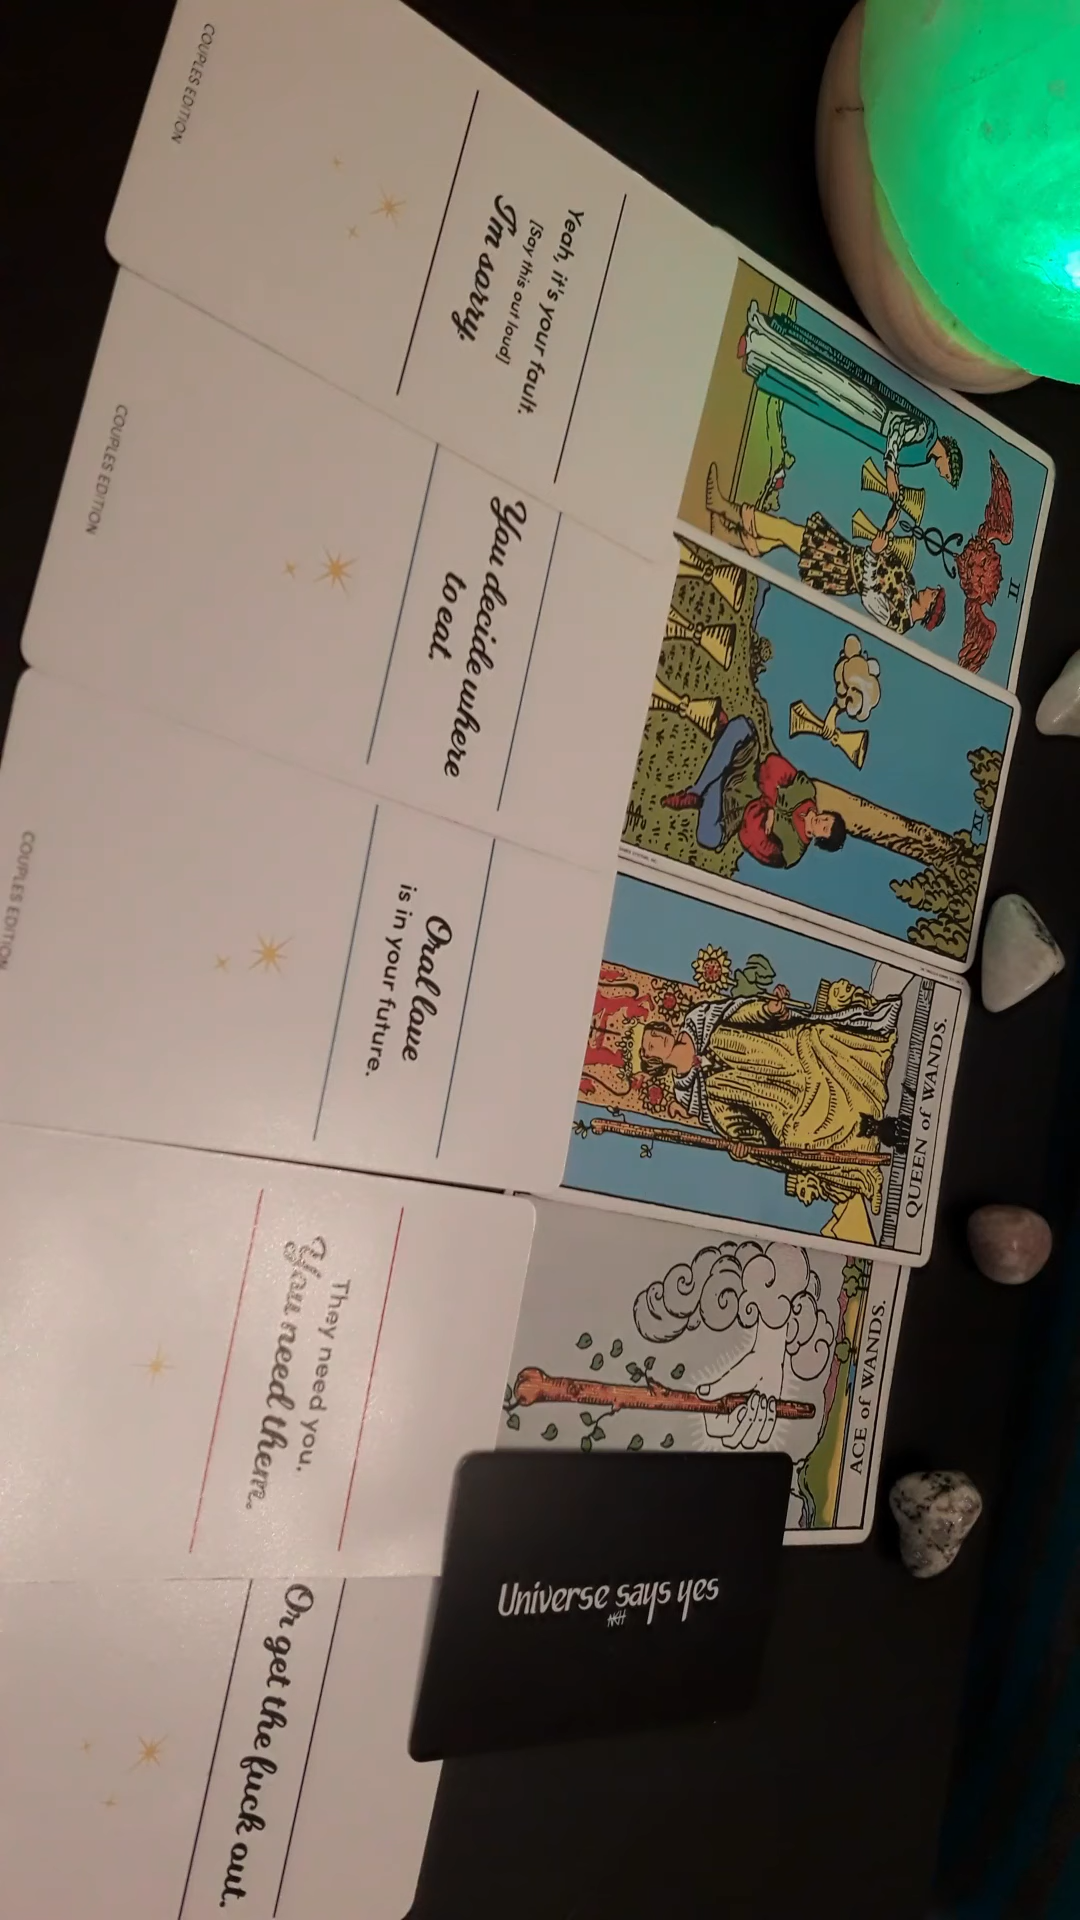 COUPLES EDITION
Yeah, it's your fault.
(Say this out loud)
I'm sorry.
II
COUPLES EDITION
You decide where
to eat.
IV
COUPLES EDITION
Oral love
is in your future.
QUEEN of WANDS.
They need you.
You need them.
ACE of WANDS.
Universe says yes
Or get the fuck out.